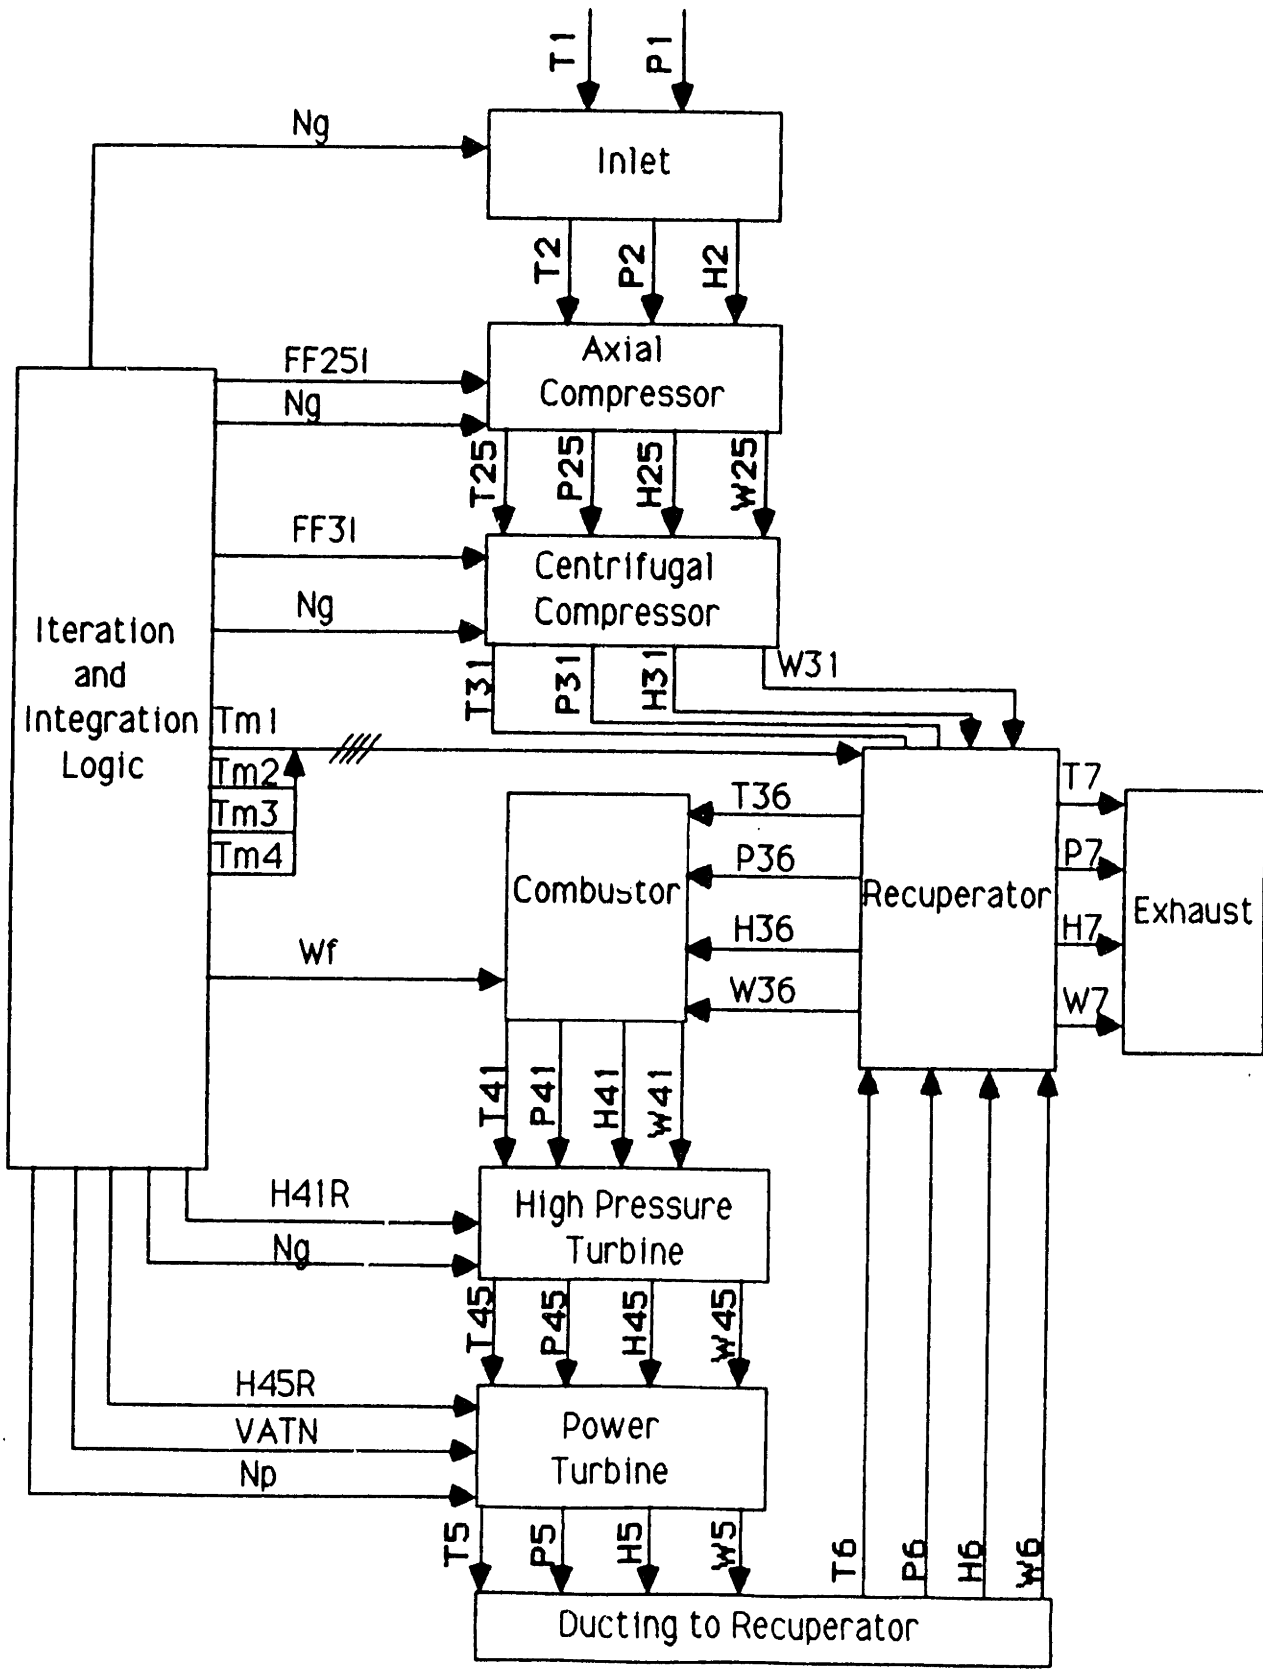 T1
P1
Ng
Inlet
T2
P2
H2
FF25I
Ng
Axial
Compressor
T25
P25
H25
W25
FF3I
Ng
Centrifugal
Compressor
Iteration
and
Integration
Logic
T31
P31
H31
W31
Tm1
Tm2
Tm3
Tm4
T36
P36
H36
W36
Combustor
Recuperator
T7
P7
H7
W7
Exhaust
Wf
T41
P41
H41
W41
H41R
Ng
High Pressure
Turbine
T45
P45
H45
W45
H45R
VATN
Np
Power
Turbine
T5
P5
H5
W5
T6
P6
H6
W6
Ducting to Recuperator